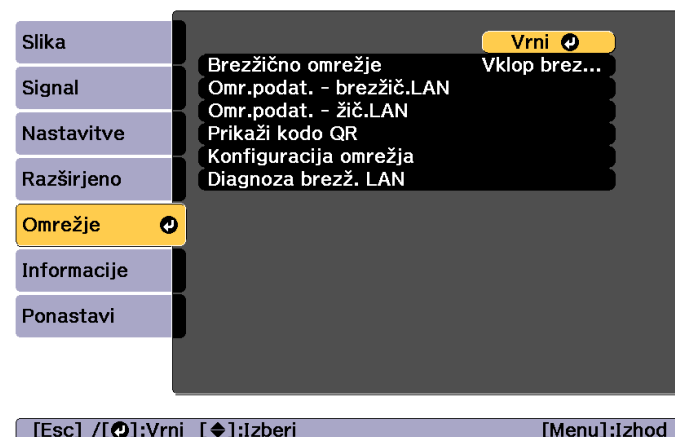 Slika
Signal
Nastavitve
Razširjeno
Omrežje
Informacije
Ponastavi
Vrni
Brezžično omrežje Vklop brez...
Omr.podat. - brezžič.LAN
Omr.podat. - žič.LAN
Prikaži kodo QR
Konfiguracija omrežja
Diagnoza brezž. LAN
[Esc] /[ ]:Vrni [ ]:Izberi [Menu]:Izhod